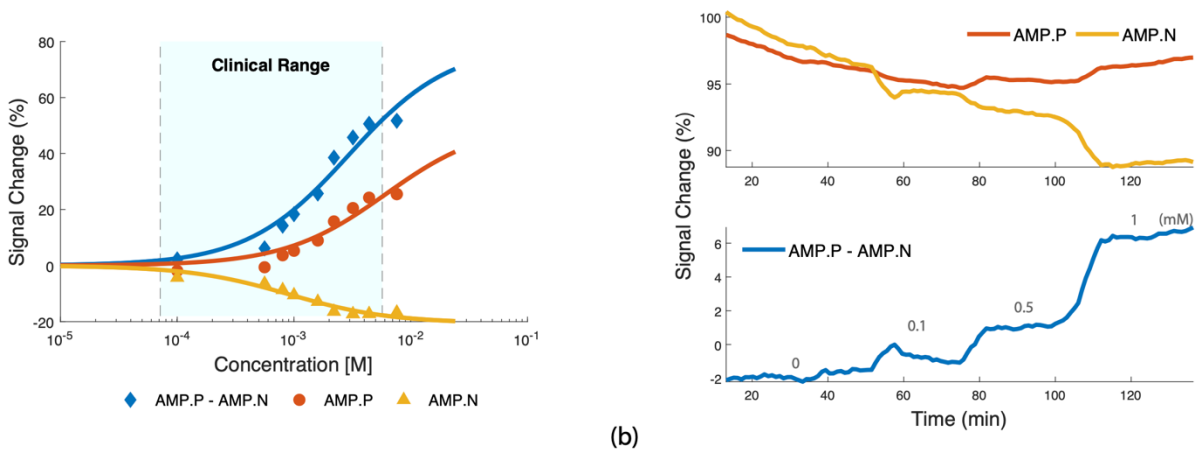 80
60
40
20
0
-20
Signal Change (%)
Clinical Range
10-5
10-4
10-3
10-2
10-1
Concentration [M]
AMP.P - AMP.N
AMP.P
AMP.N
(b)
100
95
90
AMP.P
AMP.N
20
40
60
80
100
120
Signal Change (%)
6
4
2
0
-2
AMP.P - AMP.N
0
0.1
0.5
1
(mM)
20
40
60
80
100
120
Time (min)